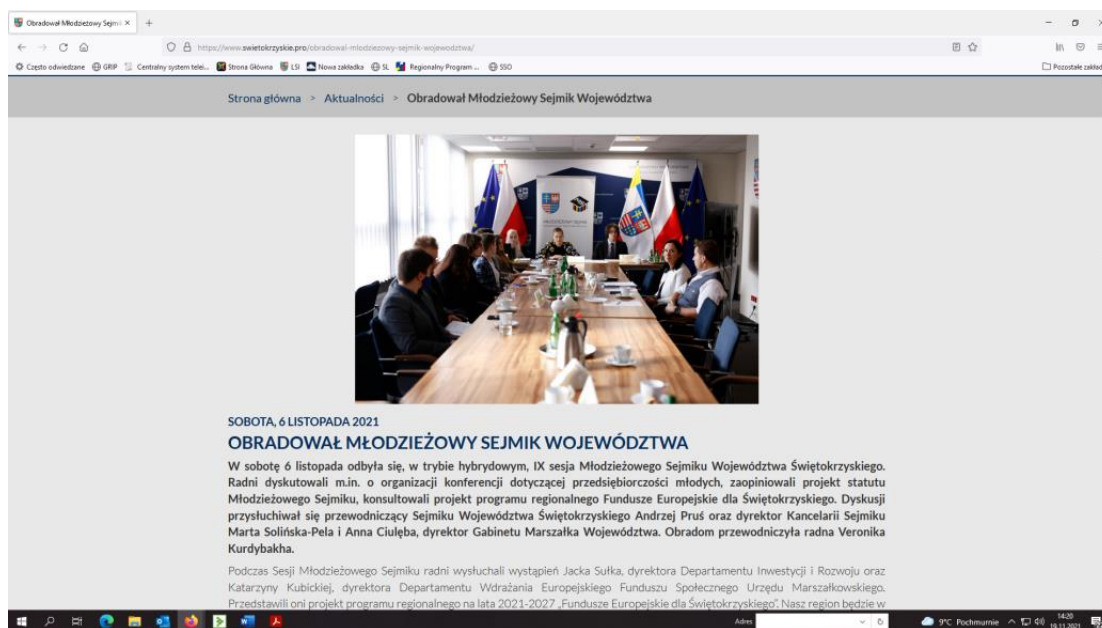 Obradował Młodzieżowy Sejmi
https://www.swietokrzyskie.pro/obradowal-mlodziezowy-sejmik-wojewodztwa/
Często odwiedzane GRIP Centralny system telei... Strona Główna LSI Nowa zakładka SL Regionalny Program ... SSO Pozostałe zakład
Strona główna > Aktualności > Obradował Młodzieżowy Sejmik Województwa
MŁODZIEŻOWY SEJMIK
SOBOTA, 6 LISTOPADA 2021
OBRADOWAŁ MŁODZIEŻOWY SEJMIK WOJEWÓDZTWA
W sobotę 6 listopada odbyła się, w trybie hybrydowym, IX sesja Młodzieżowego Sejmiku Województwa Świętokrzyskiego.
Radni dyskutowali m.in. o organizacji konferencji dotyczącej przedsiębiorczości młodych, zaopiniowali projekt statutu
Młodzieżowego Sejmiku, konsultowali projekt programu regionalnego Fundusze Europejskie dla Świętokrzyskiego. Dyskusji
przysłuchiwał się przewodniczący Sejmiku Województwa Świętokrzyskiego Andrzej Pruś oraz dyrektor Kancelarii Sejmiku
Marta Solińska-Pela i Anna Ciulęba, dyrektor Gabinetu Marszałka Województwa. Obradom przewodniczyła radna Veronika
Kurdybakha.
Podczas Sesji Młodzieżowego Sejmiku radni wysłuchali wystąpień Jacka Sułka, dyrektora Departamentu Inwestycji i Rozwoju oraz
Katarzyny Kubickiej, dyrektora Departamentu Wdrażania Europejskiego Funduszu Społecznego Urzędu Marszałkowskiego.
Przedstawili oni projekt programu regionalnego na lata 2021-2027 „Fundusze Europejskie dla Świętokrzyskiego”. Nasz region będzie w
Adres 9°C Pochmurnie 14:20
19.11.2021